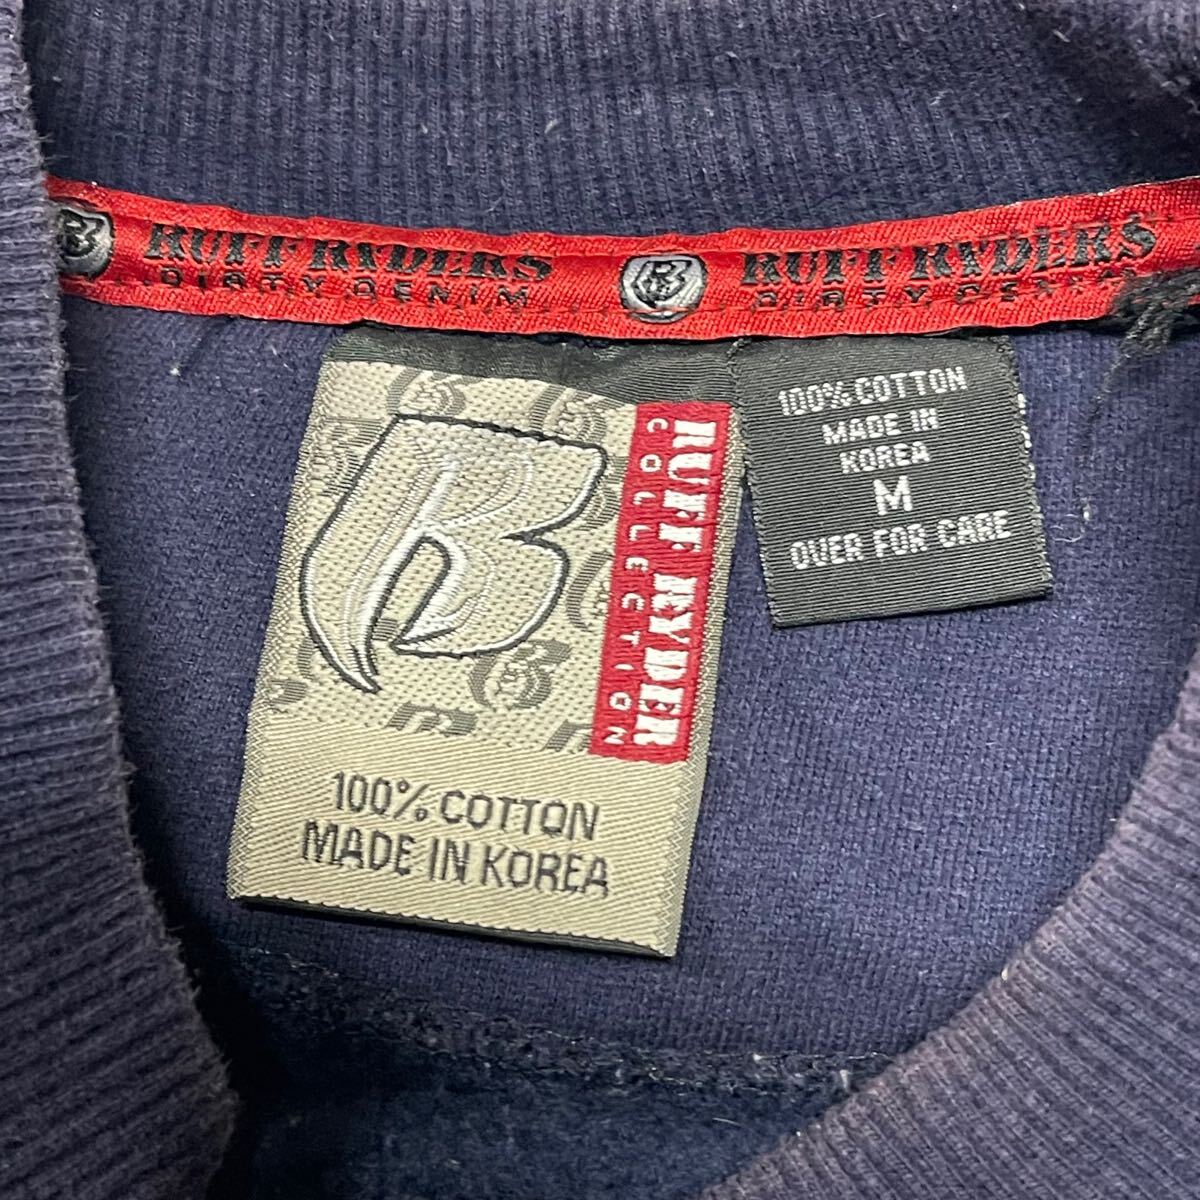 RUFF RYDERS
DIRTY DENIM
RUFF RYDERS
DIRTY DENIM
RUFF RYDER
COLLECTION
100% COTTON
MADE IN KOREA
100% COTTON
MADE IN
KOREA
M
OVER FOR CARE